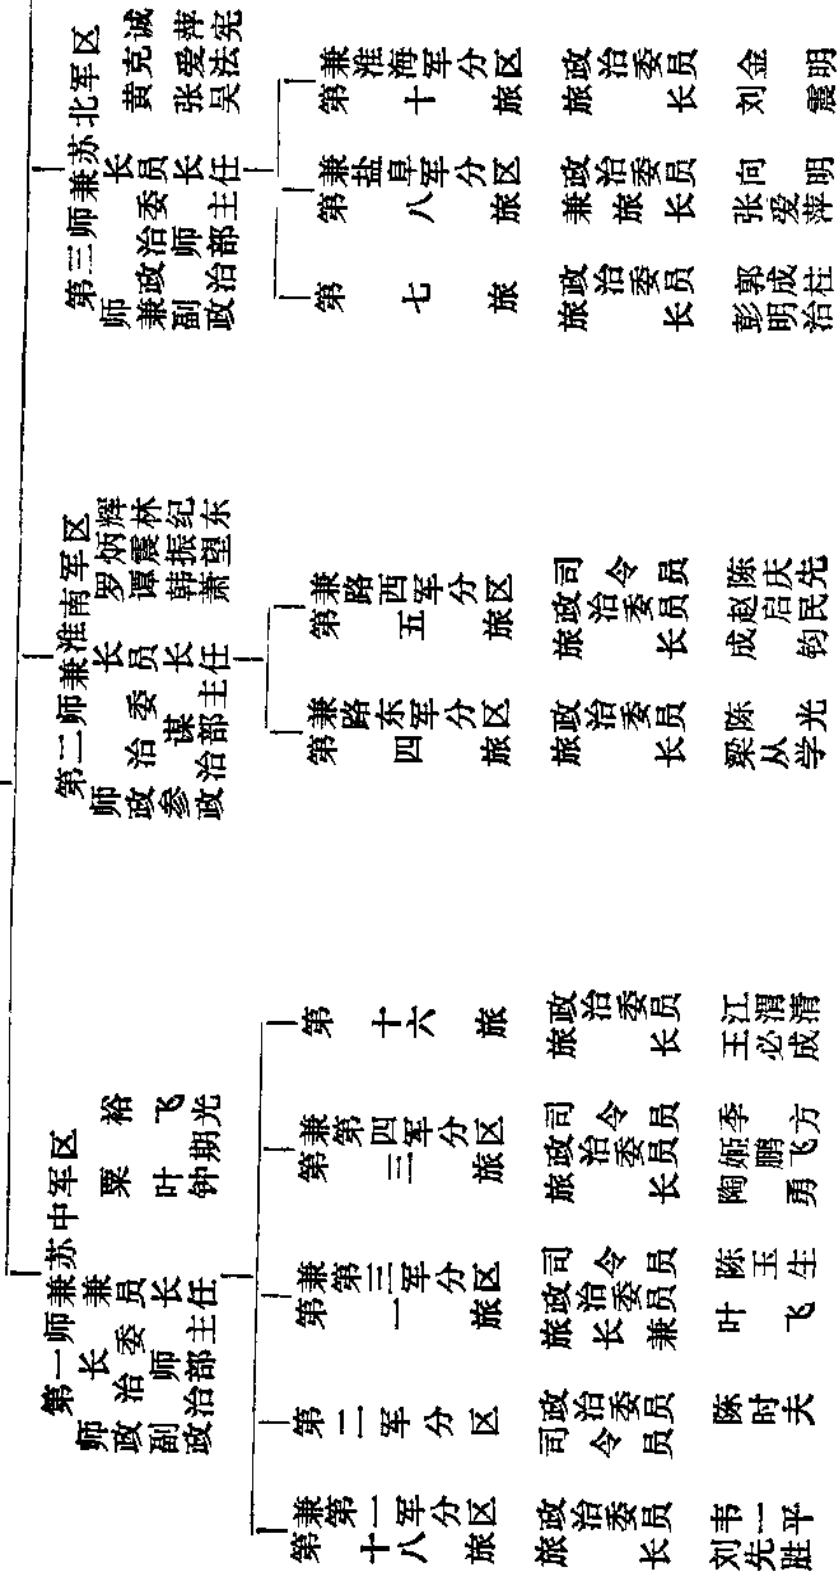 第一师兼苏中军区
师长兼
政治委员 粟裕
副师长 叶飞
政治部主任 钟期光
第二师兼淮南军区
师长 罗炳辉
政治委员 谭震林
参谋长 韩振纪
政治部主任 萧望东
第三师兼苏北军区
师长
兼政治委员 黄克诚
副师长 张爱萍
政治部主任 吴法宪
第十八旅
兼第一军分区
旅长 刘先胜
政治委员 韦一平
第二军分区
司令员
政治委员
陈时夫
第一旅
兼第三军分区
旅长兼
政治委员 叶飞
司令员 陈玉生
第三旅
兼第四军分区
旅长 陶勇
政治委员 姬鹏飞
司令员 季方
第十六旅
旅长 王必成
政治委员 江渭清
第四旅
兼路东军分区
旅长 梁从学
政治委员 陈光
第五旅
兼路西军分区
旅长 成钧
政治委员 赵启民
司令员 陈庆先
第七旅
旅长 彭明治
政治委员 郭成柱
第八旅
兼盐阜军分区
兼旅长 张爱萍
政治委员 向明
第十旅
兼淮海军分区
旅长 刘震
政治委员 金明